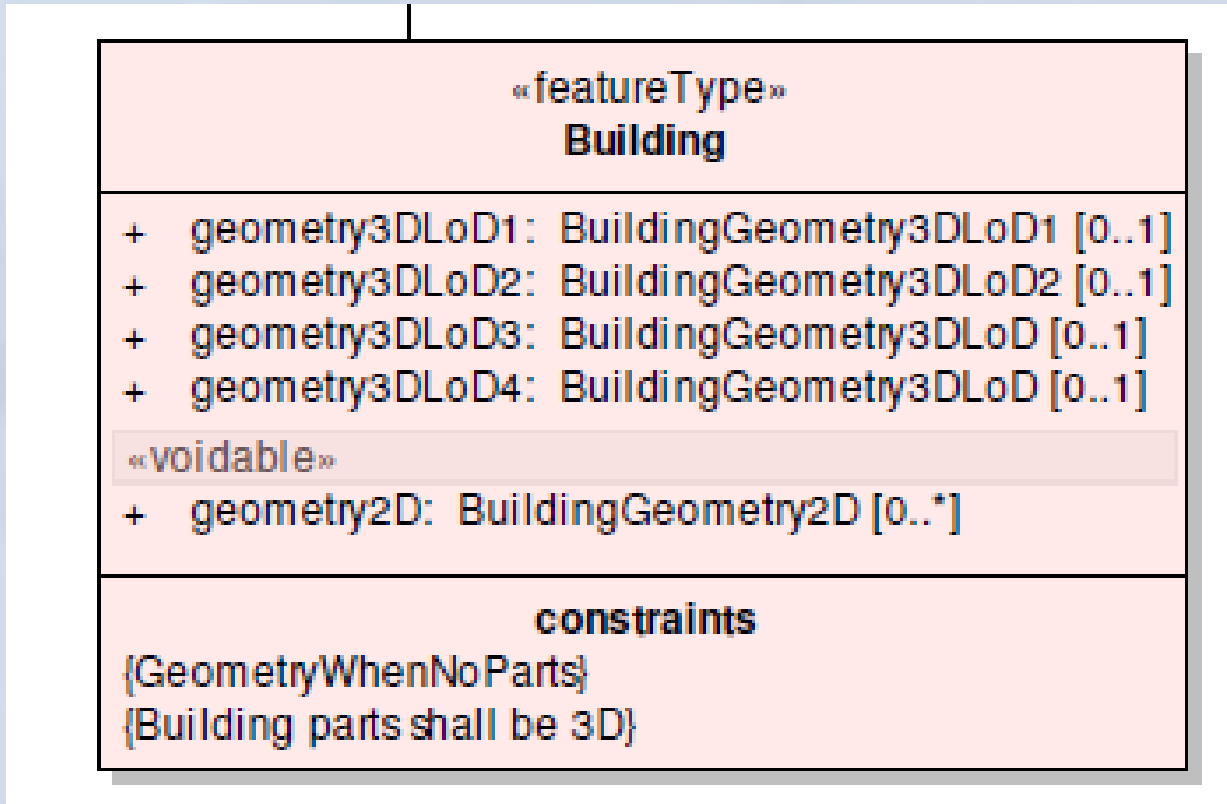 «featureType»
Building
+ geometry3DLoD1: BuildingGeometry3DLoD1 [0..1]
+ geometry3DLoD2: BuildingGeometry3DLoD2 [0..1]
+ geometry3DLoD3: BuildingGeometry3DLoD [0..1]
+ geometry3DLoD4: BuildingGeometry3DLoD [0..1]
«voidable»
+ geometry2D: BuildingGeometry2D [0..*]
constraints
{GeometryWhenNoParts}
{Building parts shall be 3D}